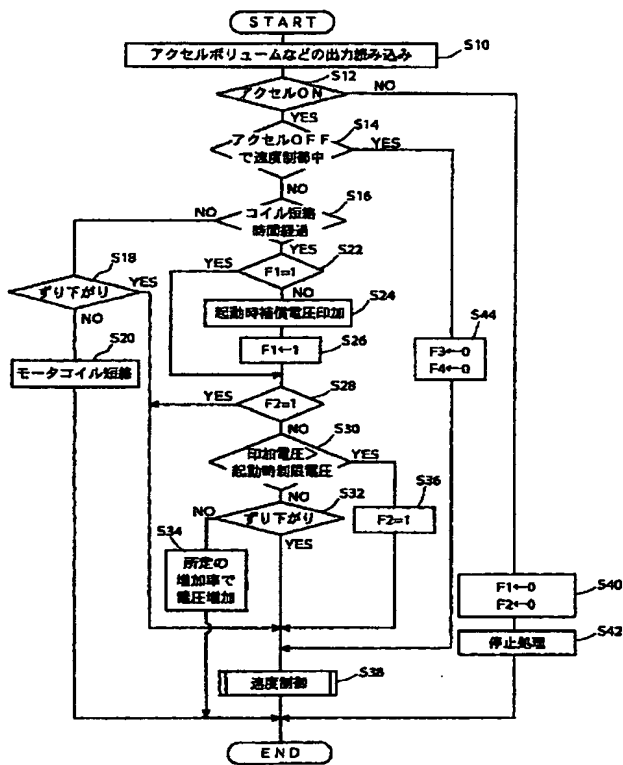 START
アクセルボリュームなどの出力読み込み
S10
S12
アクセルON
NO
YES
S14
アクセルOFF
で速度制御中
YES
NO
S16
コイル短絡
時間経過
NO
YES
S22
F1=1
YES
NO
S18
ずり下がり
YES
NO
S24
起動時補償電圧印加
S20
モータコイル短絡
S26
F1←1
S44
F3←0
F4←0
S28
F2=1
YES
NO
S30
印加電圧>
起動時制限電圧
YES
NO
S36
F2=1
S32
ずり下がり
NO
YES
S34
所定の
増加率で
電圧増加
F1←0
F2←0
S40
停止処理
S42
速度制御
S38
END